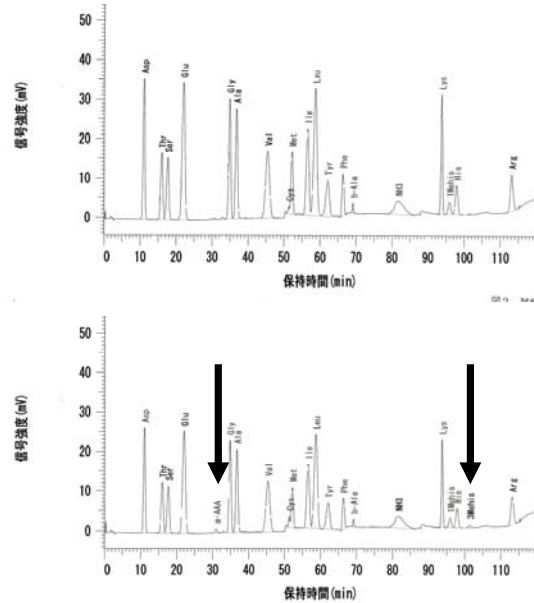 信号強度(mV)
50
40
30
20
10
0
Asp
Thr
Ser
Glu
Gly
Ala
Val
Cys
Met
Ile
Leu
Tyr
Phe
b-Ala
NH3
Lys
1Mehis
His
Arg
0 10 20 30 40 50 60 70 80 90 100 110
保持時間(min)
信号強度(mV)
50
40
30
20
10
0
Asp
Thr
Ser
Glu
a-AAA
Gly
Ala
Val
Cys
Met
Ile
Leu
Tyr
Phe
b-Ala
NH3
Lys
1Mehis
His
3Mehis
Arg
0 10 20 30 40 50 60 70 80 90 100 110
保持時間(min)